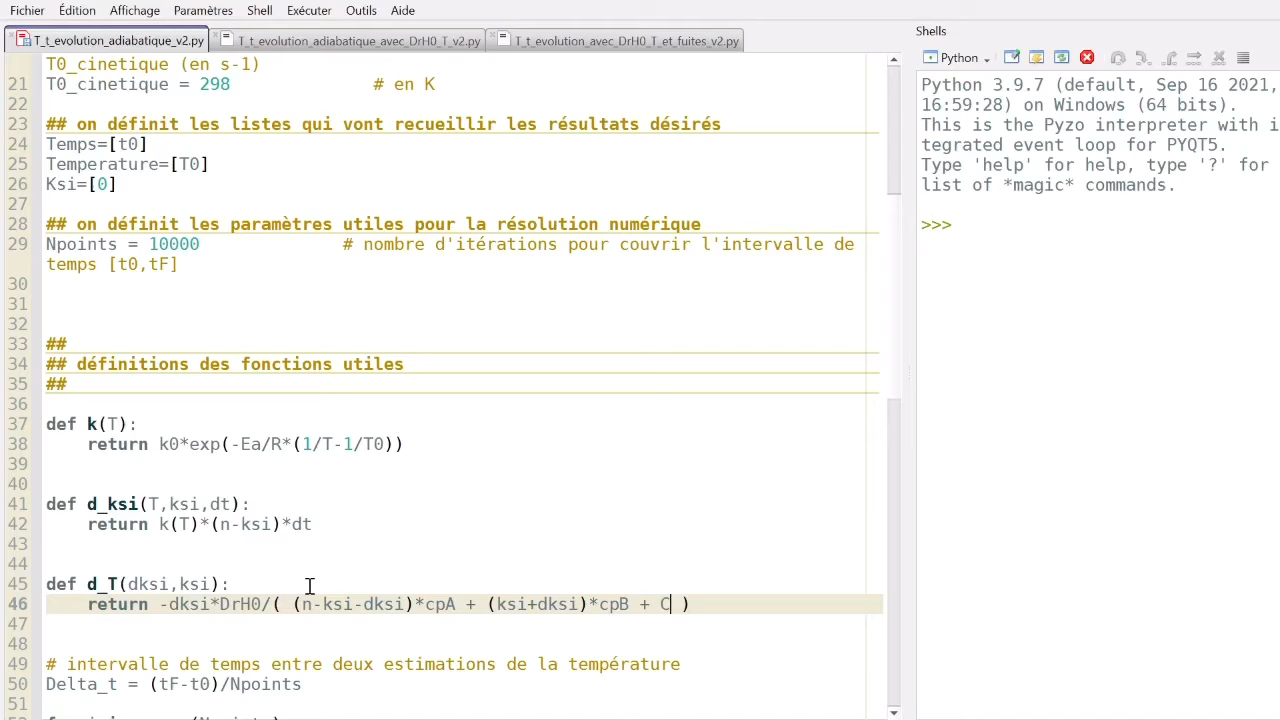 Fichier Édition Affichage Paramètres Shell Exécuter Outils Aide
T_t_evolution_adiabatique_v2.py T_t_evolution_adiabatique_avec_DrH0_T_v2.py T_t_evolution_avec_DrH0_T_et_fuites_v2.py
T0_cinetique (en s-1)
21 T0_cinetique = 298 # en K
22
23 ## on définit les listes qui vont recueillir les résultats désirés
24 Temps=[t0]
25 Temperature=[T0]
26 Ksi=[0]
27
28 ## on définit les paramètres utiles pour la résolution numérique
29 Npoints = 10000 # nombre d'itérations pour couvrir l'intervalle de
temps [t0,tF]
30
31
32
33 ##
34 ## définitions des fonctions utiles
35 ##
36
37 def k(T):
38 return k0*exp(-Ea/R*(1/T-1/T0))
39
40
41 def d_ksi(T,ksi,dt):
42 return k(T)*(n-ksi)*dt
43
44
45 def d_T(dksi,ksi):
46 return -dksi*DrH0/( (n-ksi-dksi)*cpA + (ksi+dksi)*cpB + C )
47
48
49 # intervalle de temps entre deux estimations de la température
50 Delta_t = (tF-t0)/Npoints
51
Shells
Python
Python 3.9.7 (default, Sep 16 2021,
16:59:28) on Windows (64 bits).
This is the Pyzo interpreter with i
tegrated event loop for PYQT5.
Type 'help' for help, type '?' for
list of *magic* commands.
>>>